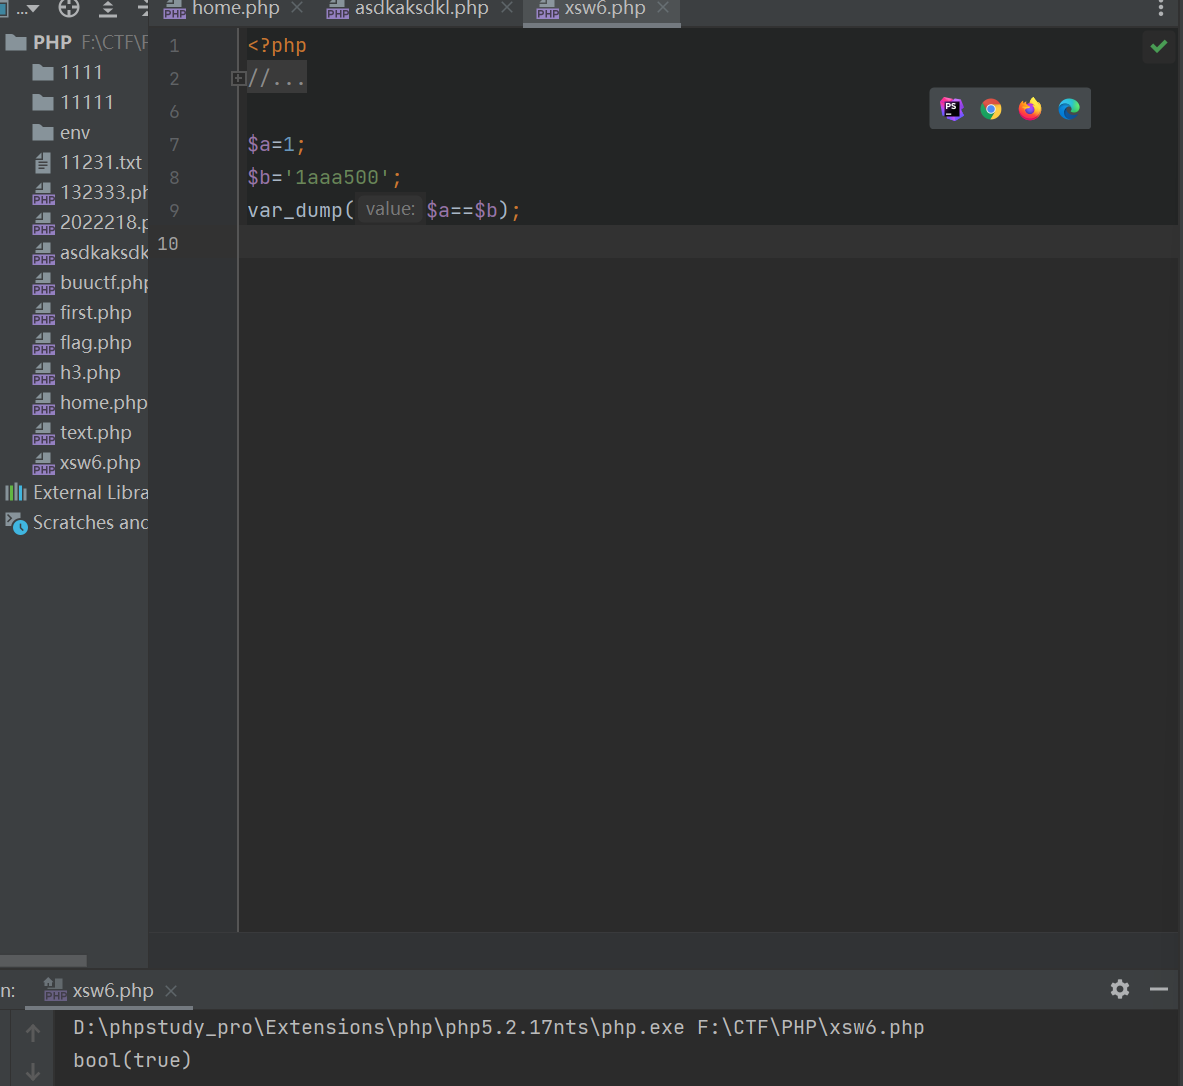 ...
home.php
asdkaksdkl.php
xsw6.php
PHP F:\CTF\
1111
11111
env
11231.txt
132333.
2022218.
asdkaksdk
buuctf.php
first.php
flag.php
h3.php
home.php
text.php
xsw6.php
External Libra
Scratches and
1 <?php
2 //...
6
7 $a=1;
8 $b='1aaa500';
9 var_dump( value: $a==$b);
10
PS
n:
xsw6.php
D:\phpstudy_pro\Extensions\php\php5.2.17nts\php.exe F:\CTF\PHP\xsw6.php
bool(true)